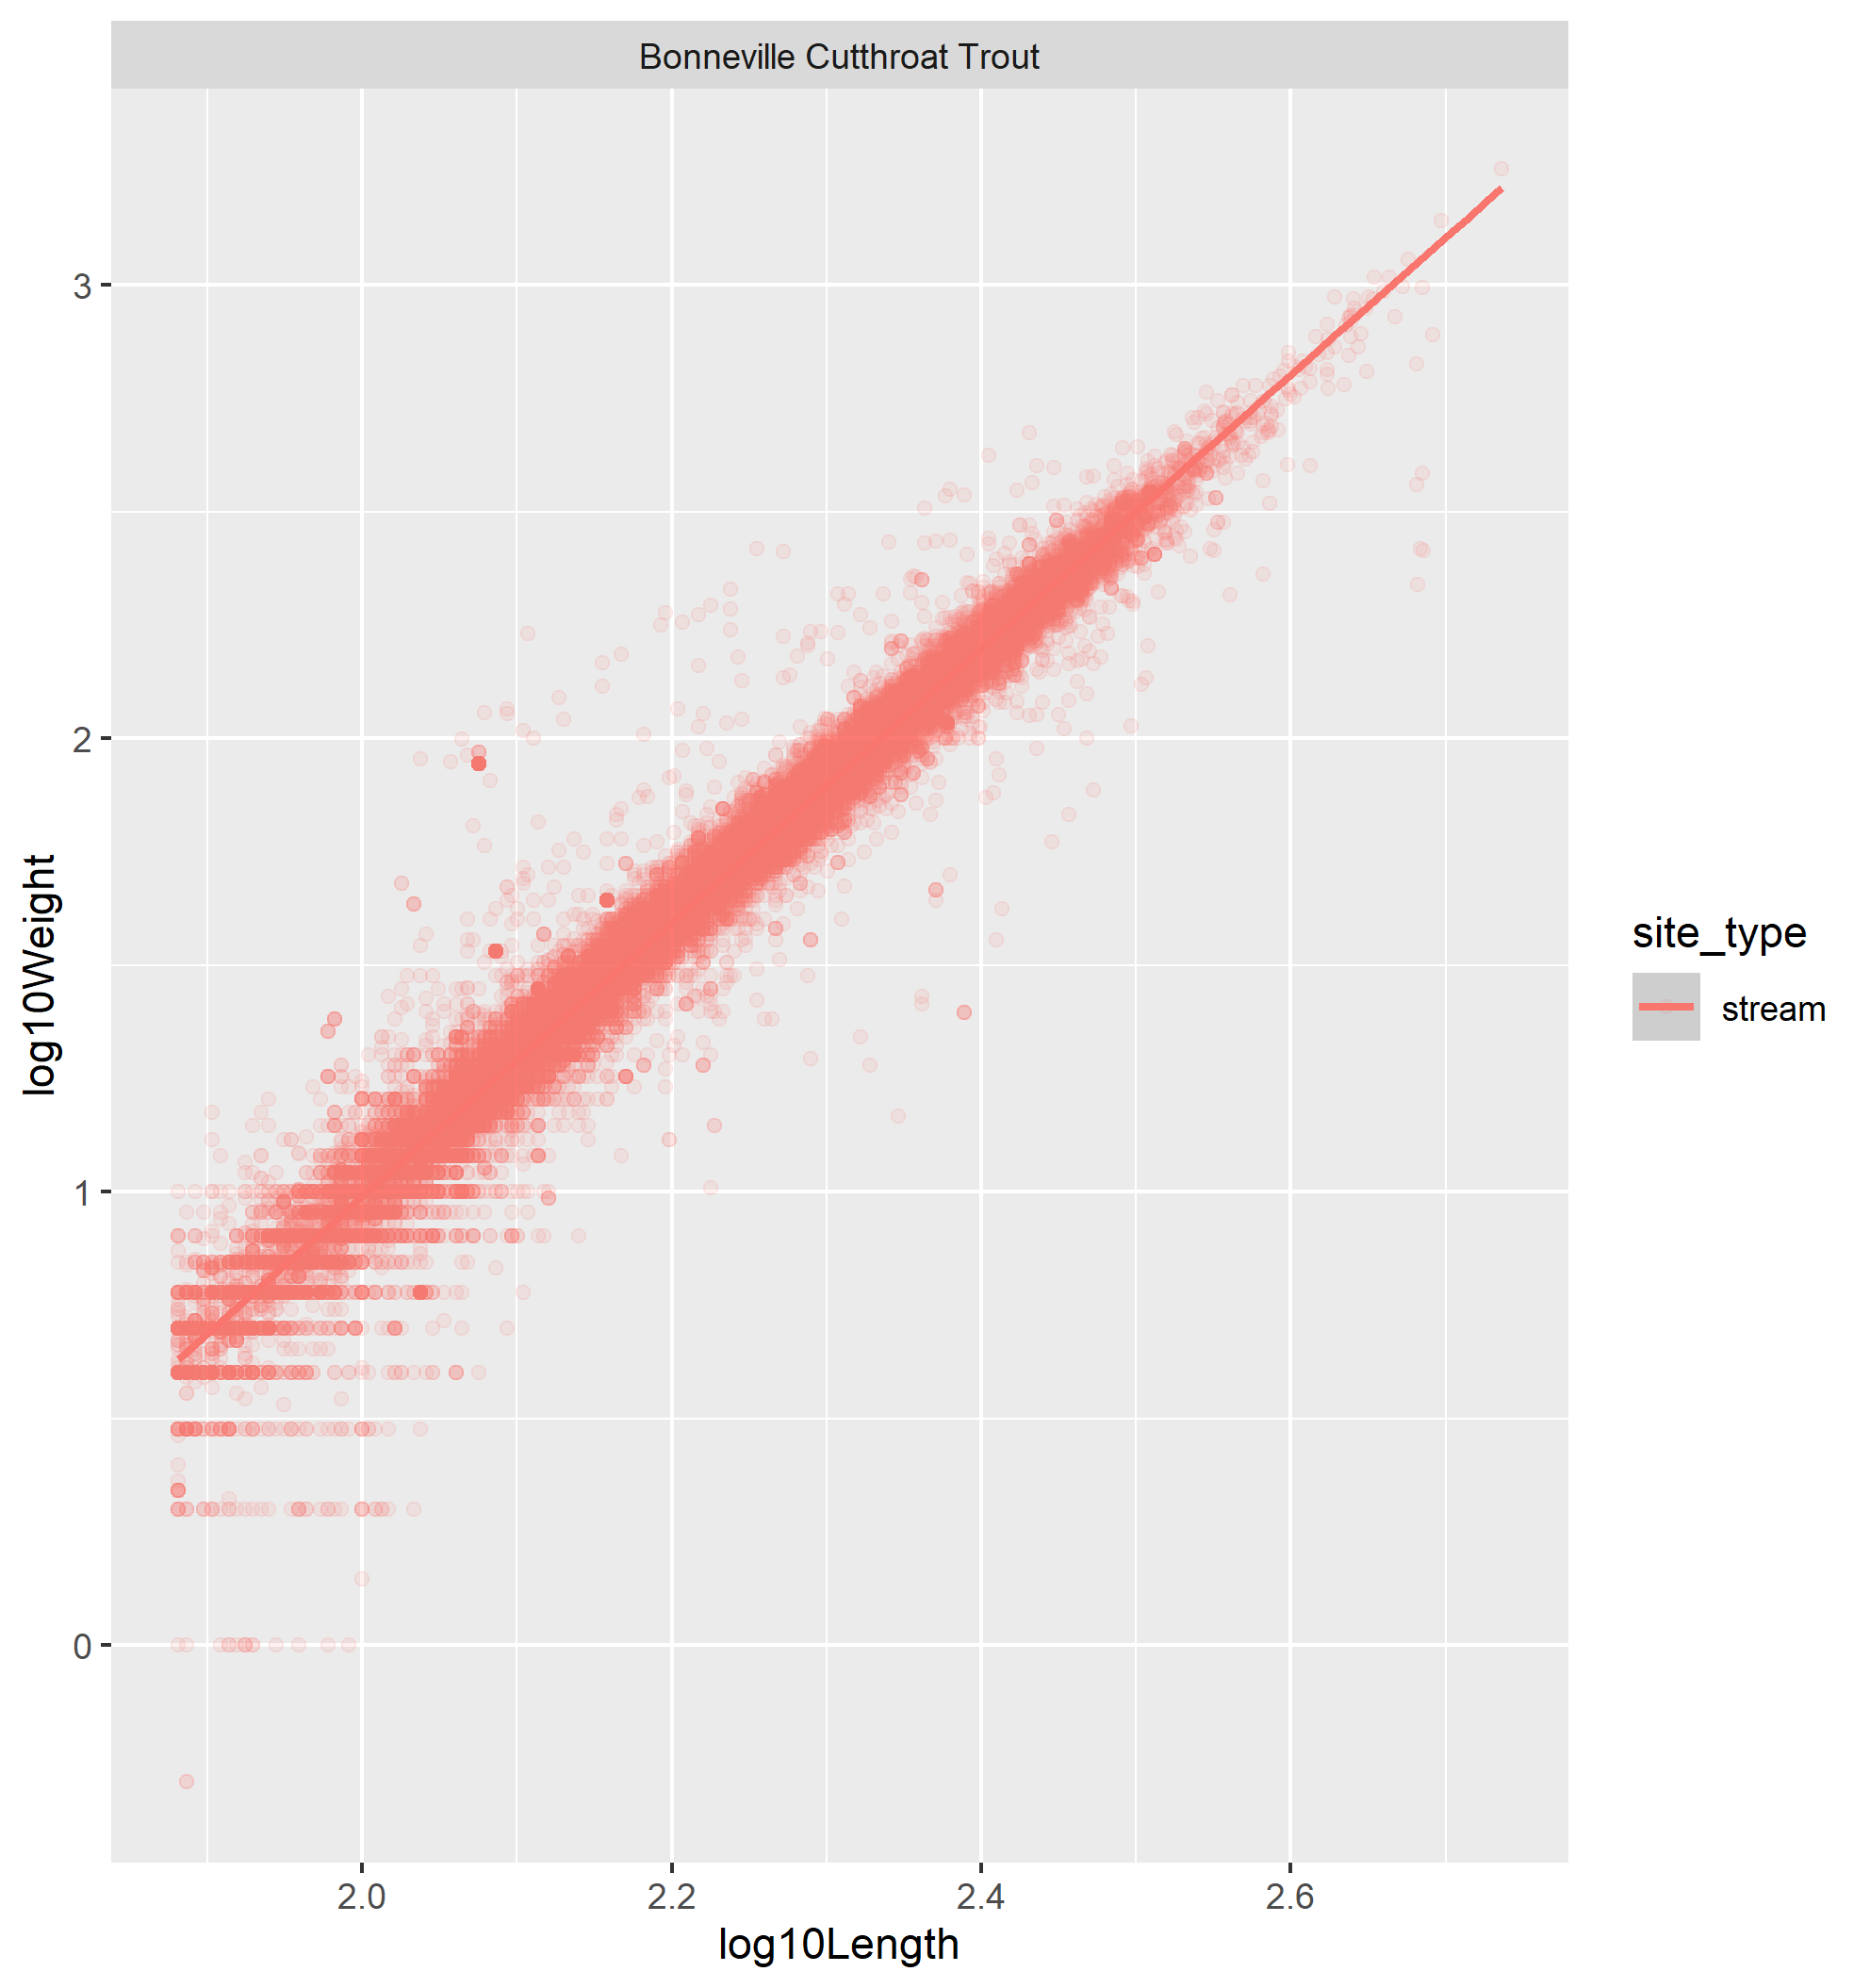 Bonneville Cutthroat Trout
3
2
1
0
log10Weight
2.0 2.2 2.4 2.6
log10Length
site_type
stream